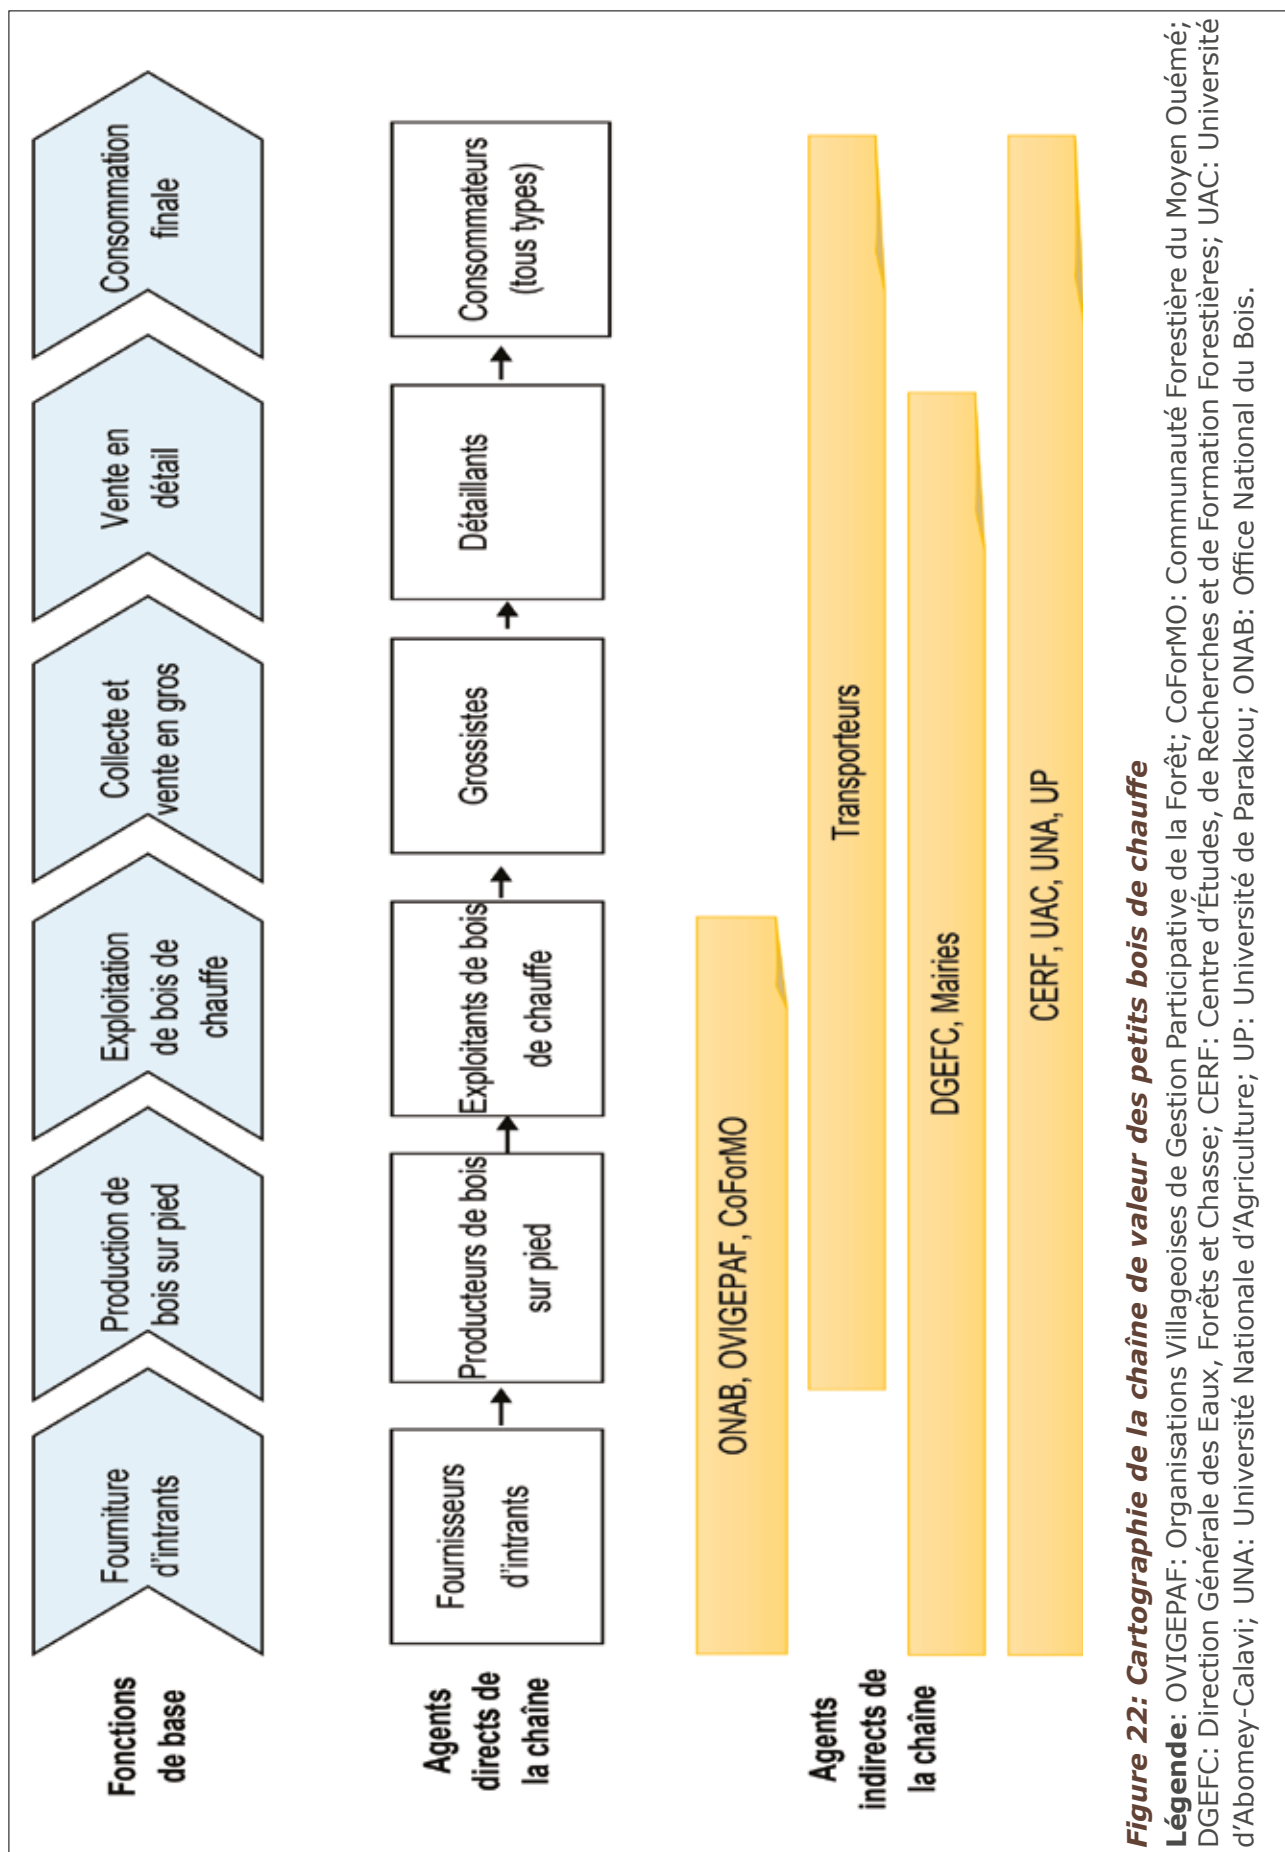 Fonctions
de base
Fourniture
d'intrants
Production de
bois sur pied
Exploitation
de bois de
chauffe
Collecte et
vente en gros
Vente en
détail
Consommation
finale
Agents
directs de
la chaîne
Fournisseurs
d'intrants
Producteurs de bois
sur pied
Exploitants de bois
de chauffe
Grossistes
Détaillants
Consommateurs
(tous types)
Agents
indirects de
la chaîne
ONAB, OVIGEPAF, CoForMO
Transporteurs
DGEFC, Mairies
CERF, UAC, UNA, UP
Figure 22: Cartographie de la chaîne de valeur des petits bois de chauffe
Légende: OVIGEPAF: Organisations Villageoises de Gestion Participative de la Forêt; CoForMO: Communauté Forestière du Moyen Ouémé;
DGEFC: Direction Générale des Eaux, Forêts et Chasse; CERF: Centre d'Études, de Recherches et de Formation Forestières; UAC: Université
d'Abomey-Calavi; UNA: Université Nationale d'Agriculture; UP: Université de Parakou; ONAB: Office National du Bois.